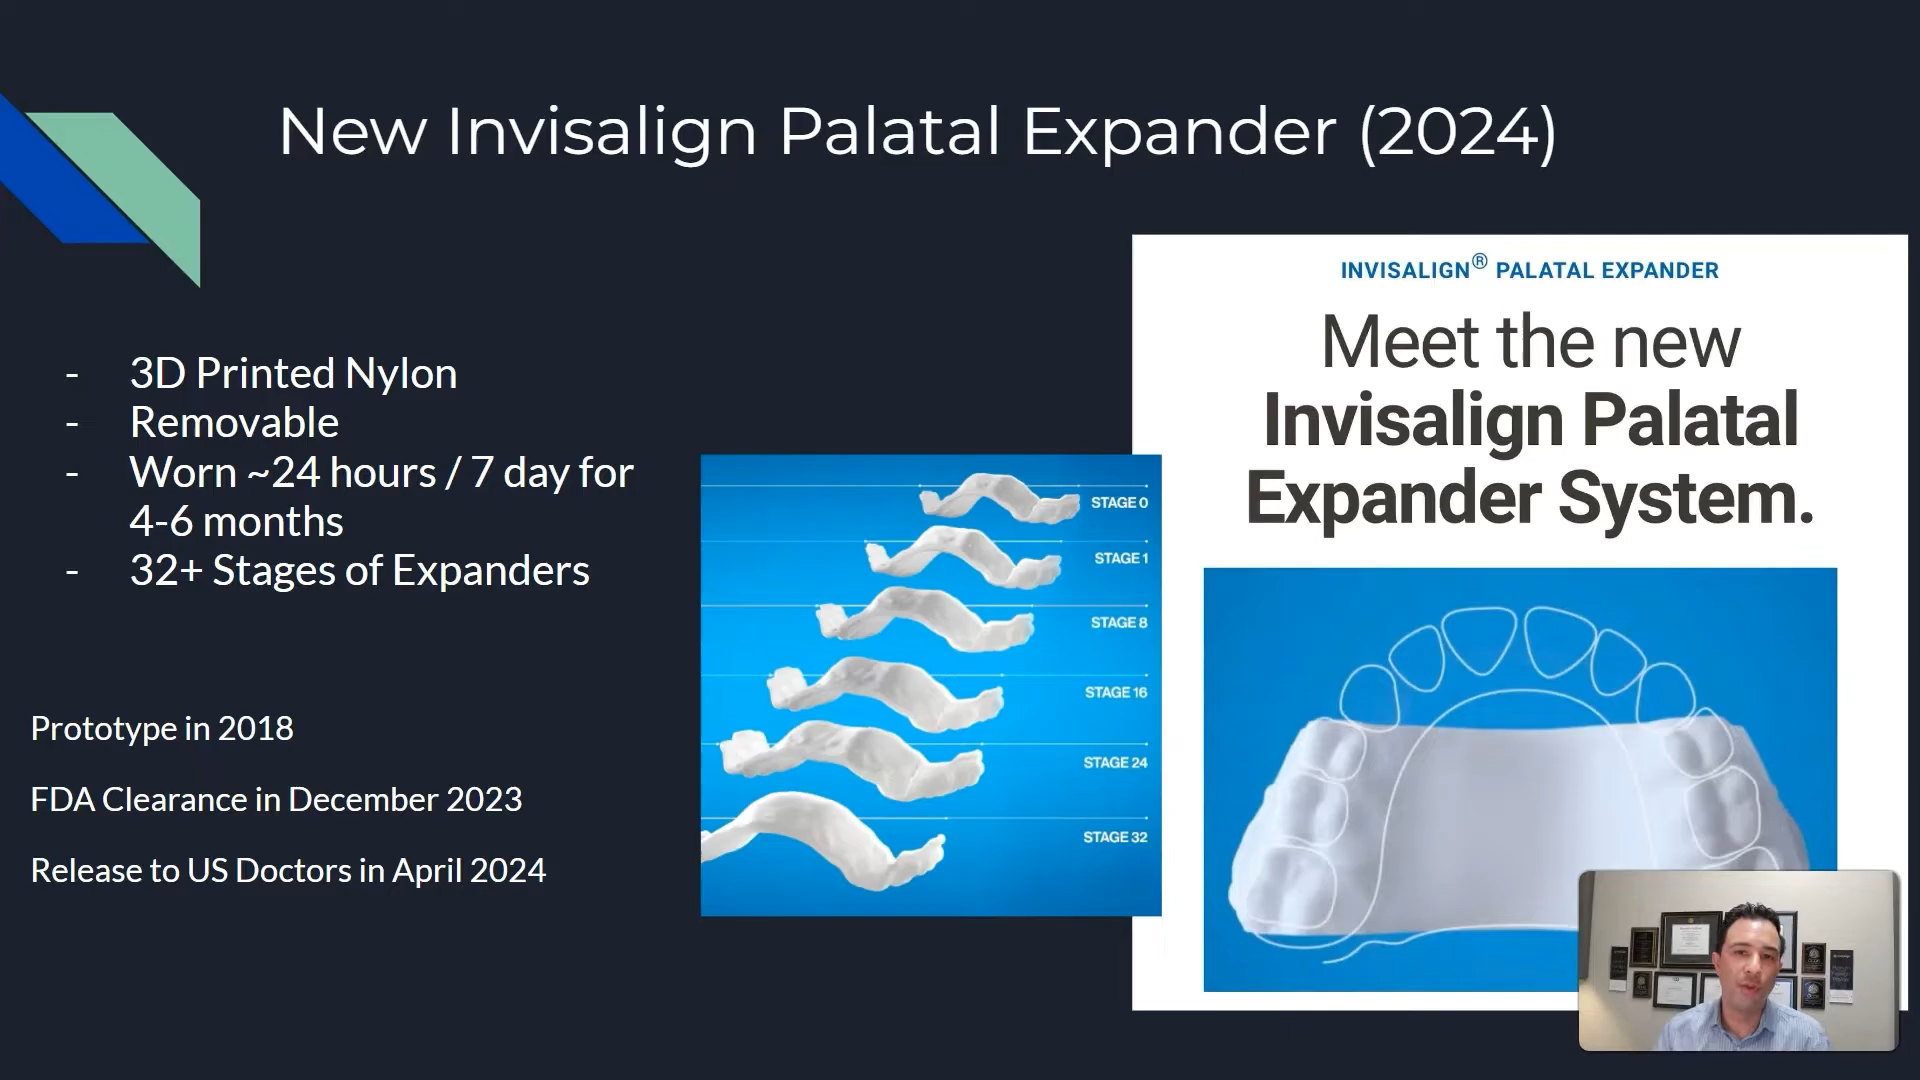 New Invisalign Palatal Expander (2024)
- 3D Printed Nylon
- Removable
- Worn ~24 hours / 7 day for
4-6 months
- 32+ Stages of Expanders
Prototype in 2018
FDA Clearance in December 2023
Release to US Doctors in April 2024
STAGE 0
STAGE 1
STAGE 8
STAGE 16
STAGE 24
STAGE 32
INVISALIGN® PALATAL EXPANDER
Meet the new
Invisalign Palatal
Expander System.